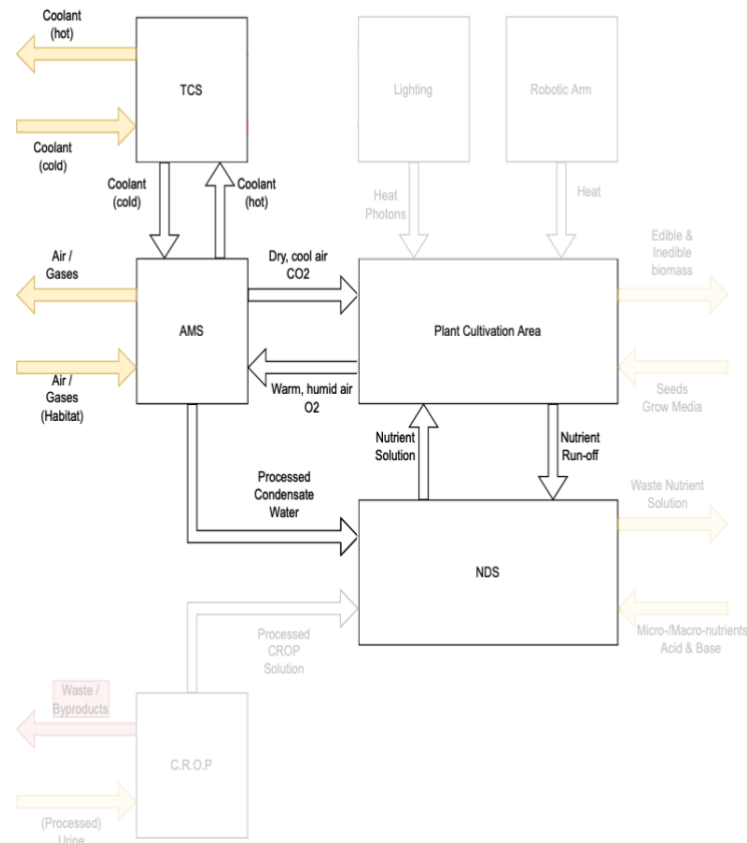 Coolant
(hot)
TCS
Coolant
(cold)
Lighting
Robotic Arm
Coolant
(cold)
Coolant
(hot)
Heat
Photons
Heat
Air /
Gases
Dry, cool air
CO2
Edible &
Inedible
biomass
AMS
Plant Cultivation Area
Air /
Gases
(Habitat)
Warm, humid air
O2
Seeds
Grow Media
Nutrient
Solution
Nutrient
Run-off
Processed
Condensate
Water
Waste Nutrient
Solution
NDS
Processed
CROP
Solution
Micro-/Macro-nutrients
Acid & Base
Waste /
Byproducts
C.R.O.P
(Processed)
Urine